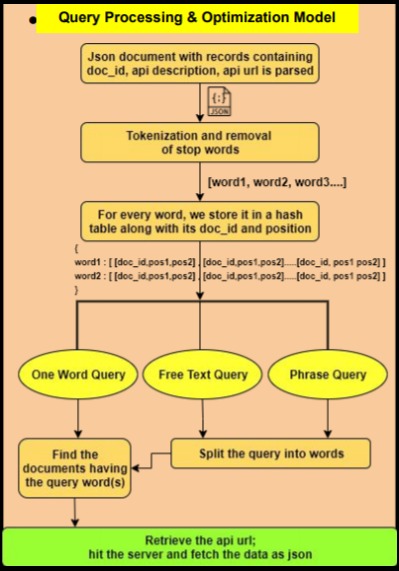 • Query Processing & Optimization Model
Json document with records containing
doc_id, api description, api url is parsed
{:}
JSON
Tokenization and removal
of stop words
[word1, word2, word3....]
For every word, we store it in a hash
table along with its doc_id and position
{
word1 : [ [doc_id,pos1,pos2] , [doc_id,pos1,pos2].....[doc_id, pos1 pos2] ]
word2 : [ [doc_id,pos1,pos2] , [doc_id,pos1,pos2].....[doc_id, pos1 pos2] ]
}
One Word Query
Free Text Query
Phrase Query
Find the
documents having
the query word(s)
Split the query into words
Retrieve the api url;
hit the server and fetch the data as json